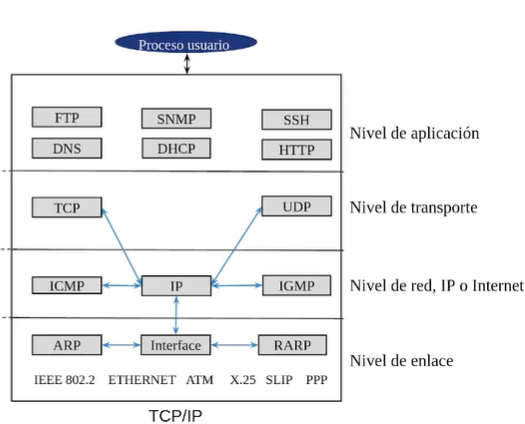 Proceso usuario
FTP SNMP SSH
Nivel de aplicación
DNS DHCP HTTP
TCP UDP Nivel de transporte
ICMP IP IGMP Nivel de red, IP o Internet
ARP Interface RARP
Nivel de enlace
IEEE 802.2 ETHERNET ATM X.25 SLIP PPP
TCP/IP